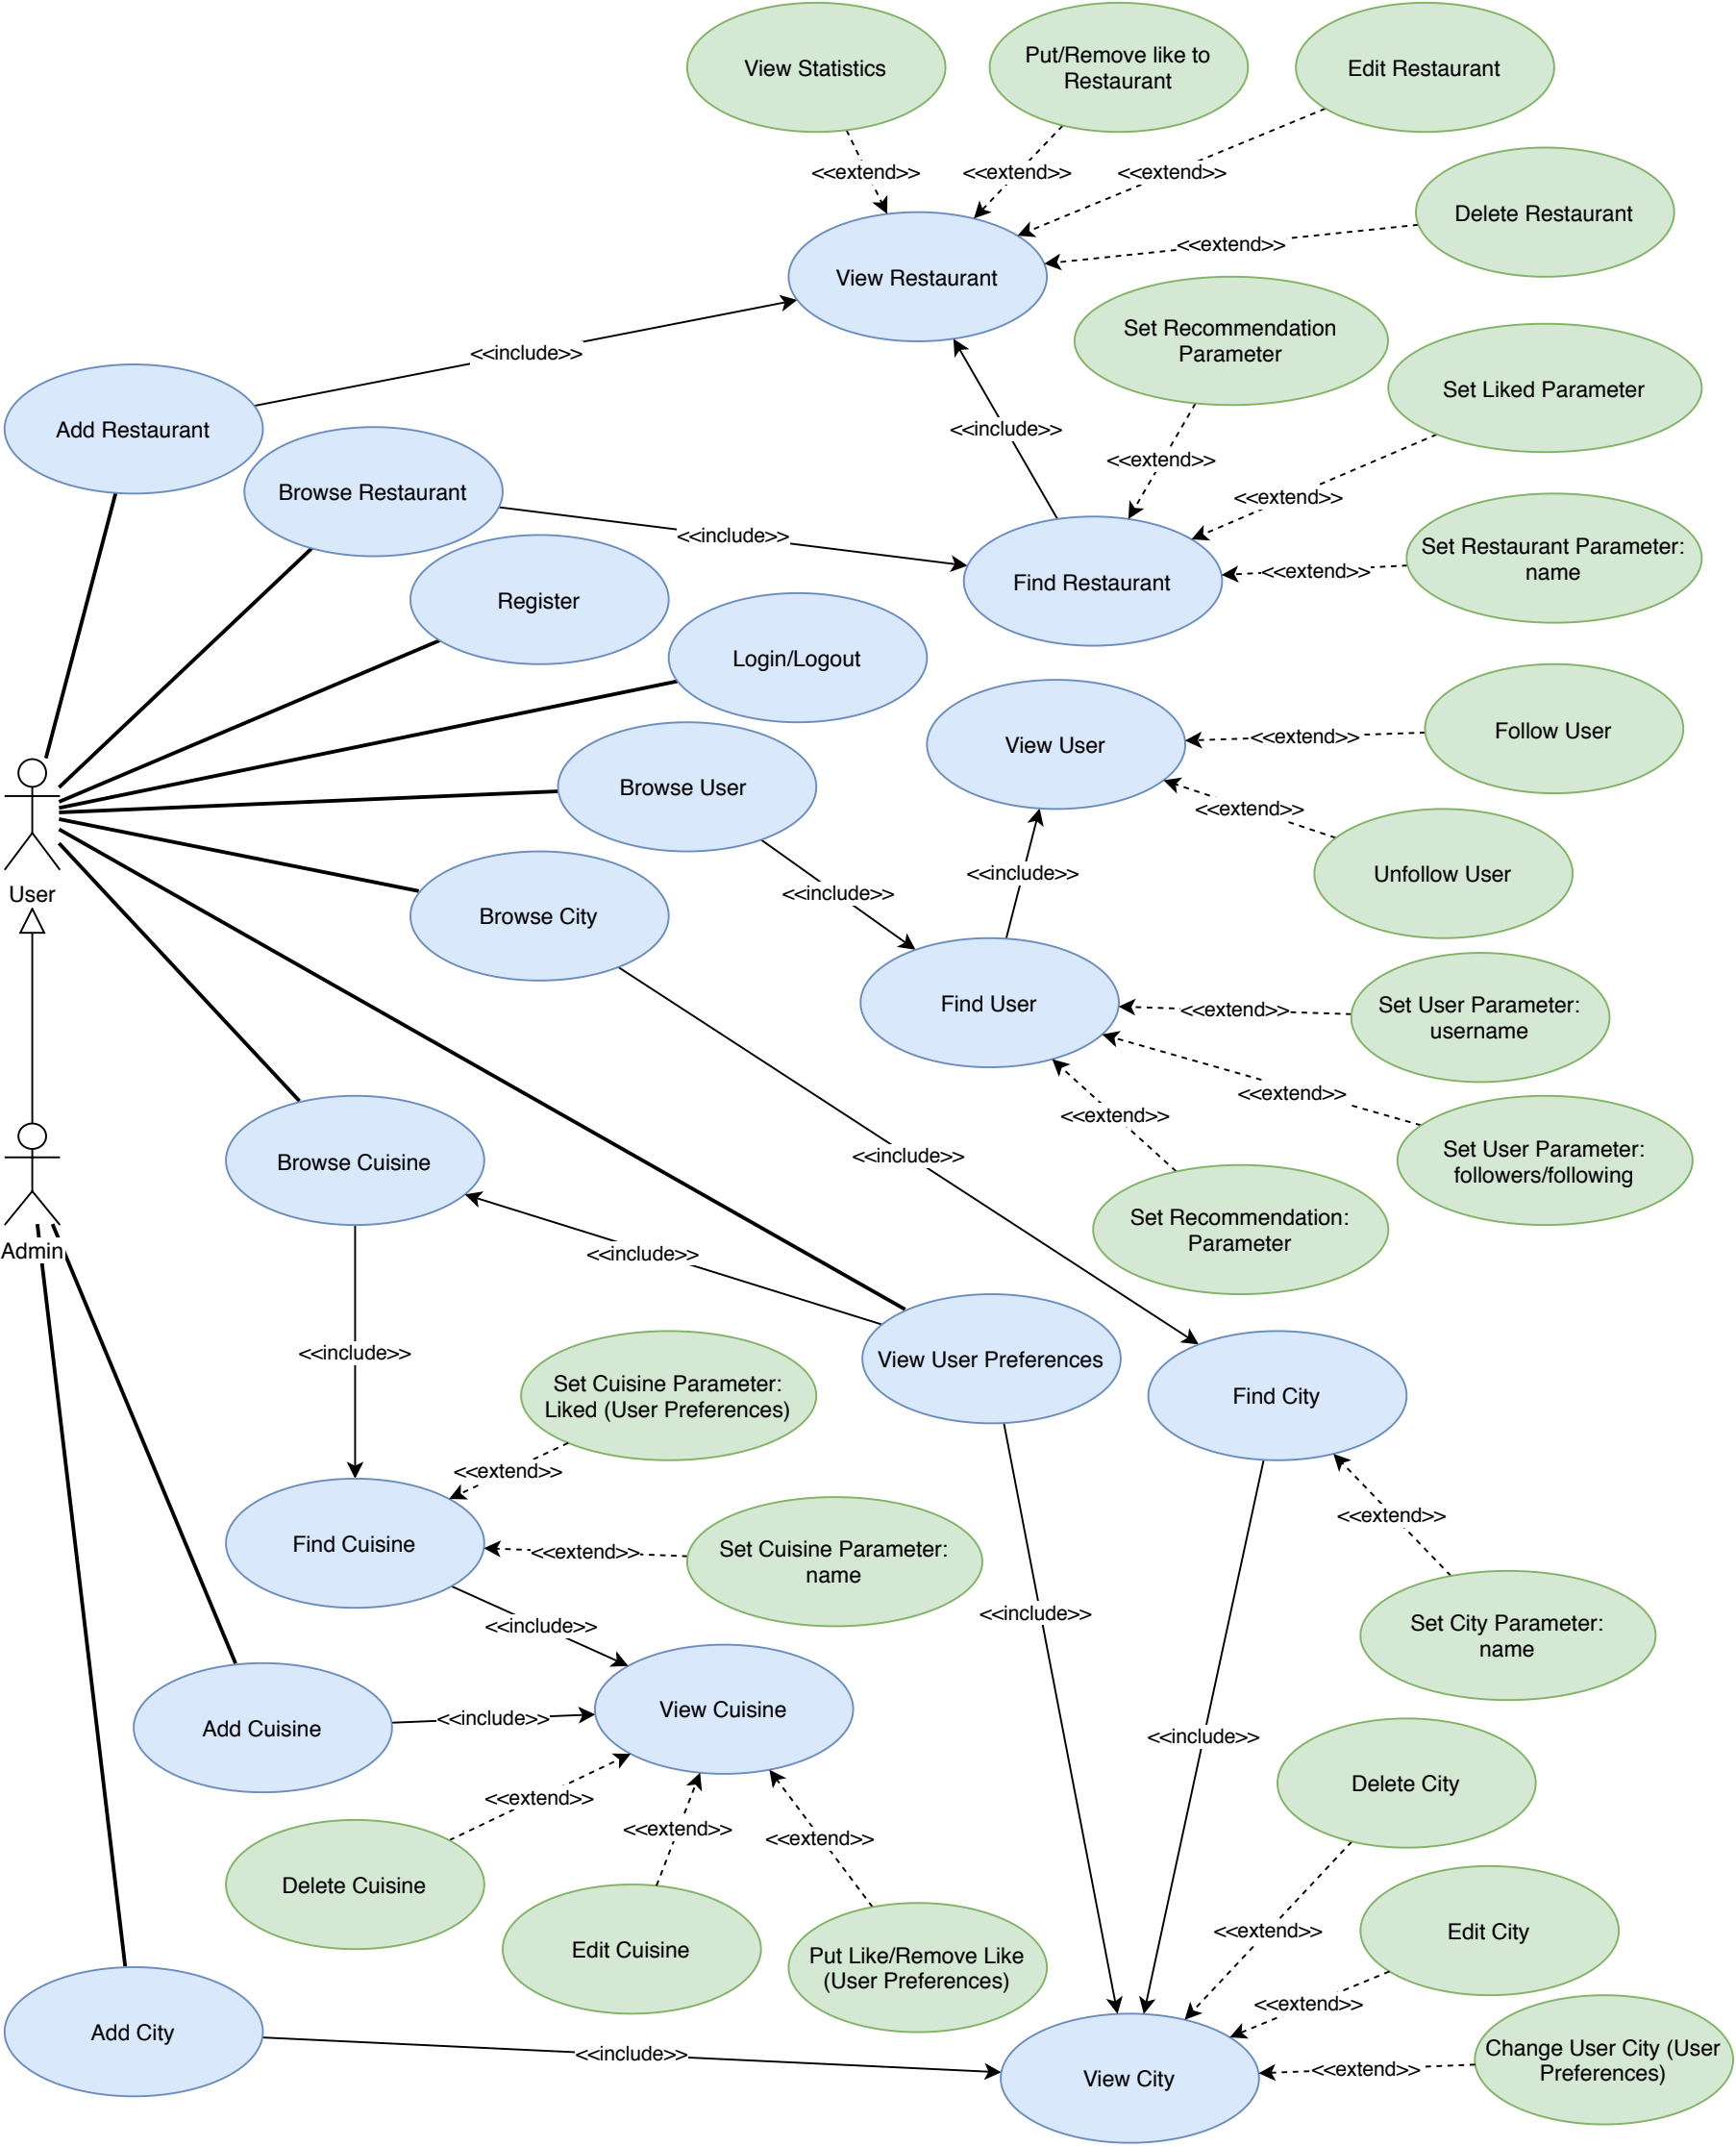 View Statistics
Put/Remove like to
Restaurant
Edit Restaurant
<<extend>>
<<extend>>
<<extend>>
Delete Restaurant
<<extend>>
View Restaurant
Set Recommendation
Parameter
<<include>>
Set Liked Parameter
Add Restaurant
<<include>>
<<extend>>
Browse Restaurant
<<extend>>
<<include>>
Set Restaurant Parameter:
name
<<extend>>
Find Restaurant
Register
Login/Logout
View User
<<extend>>
Follow User
Browse User
<<extend>>
Unfollow User
<<include>>
<<include>>
User
Browse City
Find User
<<extend>>
Set User Parameter:
username
<<extend>>
<<extend>>
Set User Parameter:
followers/following
<<include>>
Browse Cuisine
Set Recommendation:
Parameter
Admin
<<include>>
<<include>>
View User Preferences
Set Cuisine Parameter:
Liked (User Preferences)
Find City
<<extend>>
<<extend>>
Find Cuisine
<<extend>>
Set Cuisine Parameter:
name
<<include>>
<<include>>
Set City Parameter:
name
View Cuisine
Add Cuisine
<<include>>
<<include>>
Delete City
<<extend>>
<<extend>>
<<extend>>
Delete Cuisine
Edit Cuisine
Put Like/Remove Like
(User Preferences)
<<extend>>
Edit City
<<extend>>
Add City
<<include>>
View City
<<extend>>
Change User City (User
Preferences)